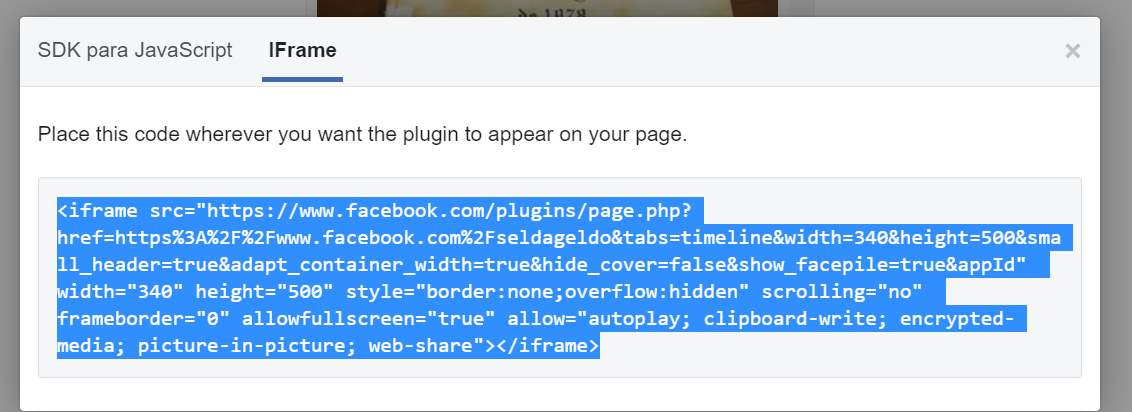 de 1978
SDK para JavaScript IFrame ×
Place this code wherever you want the plugin to appear on your page.
<iframe src="https://www.facebook.com/plugins/page.php?
href=https%3A%2F%2Fwww.facebook.com%2Fseldageldo&tabs=timeline&width=340&height=500&sma
ll_header=true&adapt_container_width=true&hide_cover=false&show_facepile=true&appId"
width="340" height="500" style="border:none;overflow:hidden" scrolling="no"
frameborder="0" allowfullscreen="true" allow="autoplay; clipboard-write; encrypted-
media; picture-in-picture; web-share"></iframe>